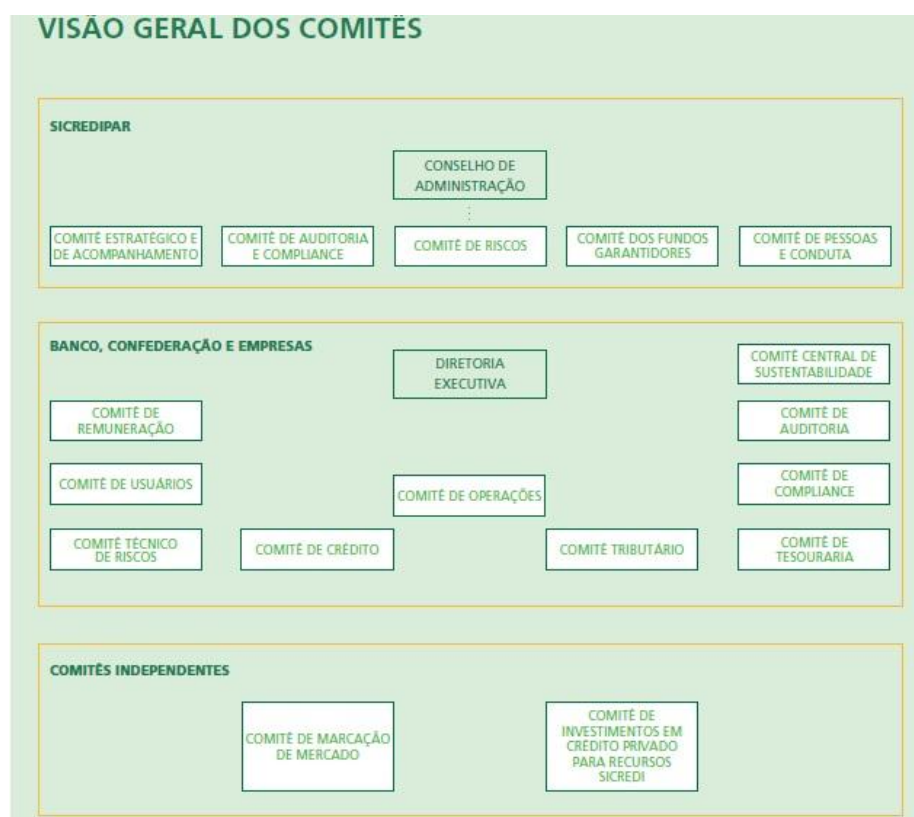 VISÃO GERAL DOS COMITÊS
SICREDIPAR
CONSELHO DE
ADMINISTRAÇÃO
COMITÊ ESTRATÉGICO E
DE ACOMPANHAMENTO
COMITÊ DE AUDITORIA
E COMPLIANCE
COMITÊ DE RISCOS
COMITÊ DOS FUNDOS
GARANTIDORES
COMITÊ DE PESSOAS
E CONDUTA
BANCO, CONFEDERAÇÃO E EMPRESAS
DIRETORIA
EXECUTIVA
COMITÊ CENTRAL DE
SUSTENTABILIDADE
COMITÊ DE
REMUNERAÇÃO
COMITÊ DE
AUDITORIA
COMITÊ DE USUÁRIOS
COMITÊ DE OPERAÇÕES
COMITÊ DE
COMPLIANCE
COMITÊ TÉCNICO
DE RISCOS
COMITÊ DE CRÉDITO
COMITÊ TRIBUTÁRIO
COMITÊ DE
TESOURARIA
COMITÊS INDEPENDENTES
COMITÊ DE MARCAÇÃO
DE MERCADO
COMITÊ DE
INVESTIMENTOS EM
CRÉDITO PRIVADO
PARA RECURSOS
SICREDI